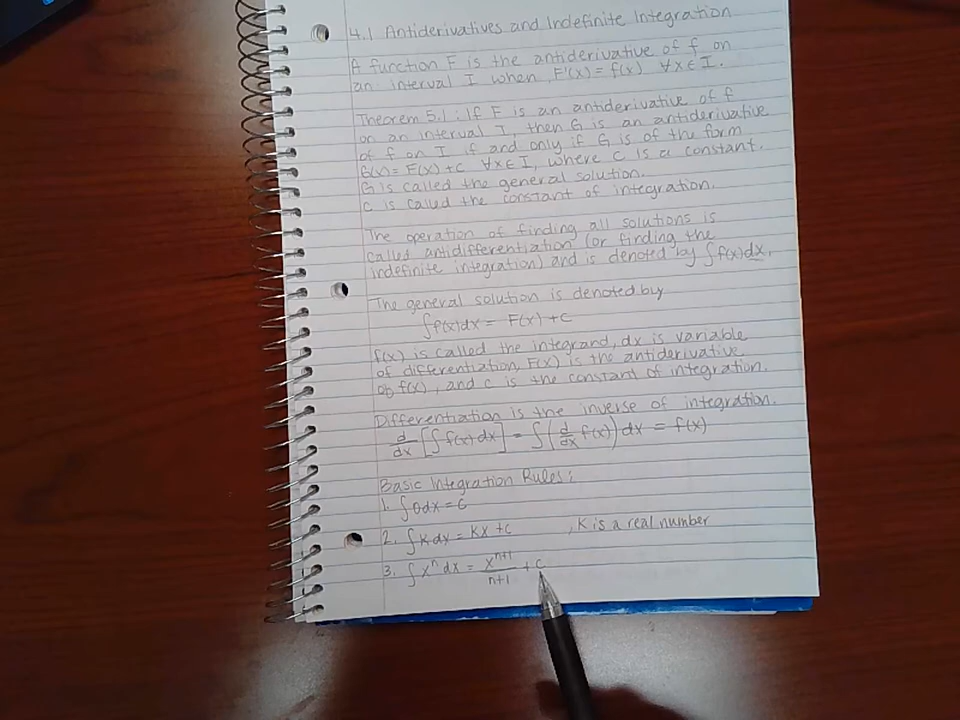 4.1 Antiderivatives and Indefinite Integration
A function F is the antiderivative of f on
an interval I when F'(x) = f(x) ∀x∈I.
Theorem 5.1: If F is an antiderivative of f
on an interval I, then G is an antiderivative
of f on I if and only if G is of the form
G(x) = F(x) + C ∀x∈I, where C is a constant.
G is called the general solution.
C is called the constant of integration.
The operation of finding all solutions is
called antidifferentiation (or finding the
indefinite integration) and is denoted by ∫f(x)dx.
The general solution is denoted by
∫f(x)dx = F(x) + C
f(x) is called the integrand, dx is variable
of differentiation, F(x) is the antiderivative
of f(x), and C is the constant of integration.
Differentiation is the inverse of integration.
d/dx [∫f(x)dx] = ∫(d/dx f(x))dx = f(x)
Basic Integration Rules:
1. ∫0dx = C
2. ∫K dx = Kx + C , K is a real number
3. ∫xⁿ dx = xⁿ⁺¹/n+1 + C